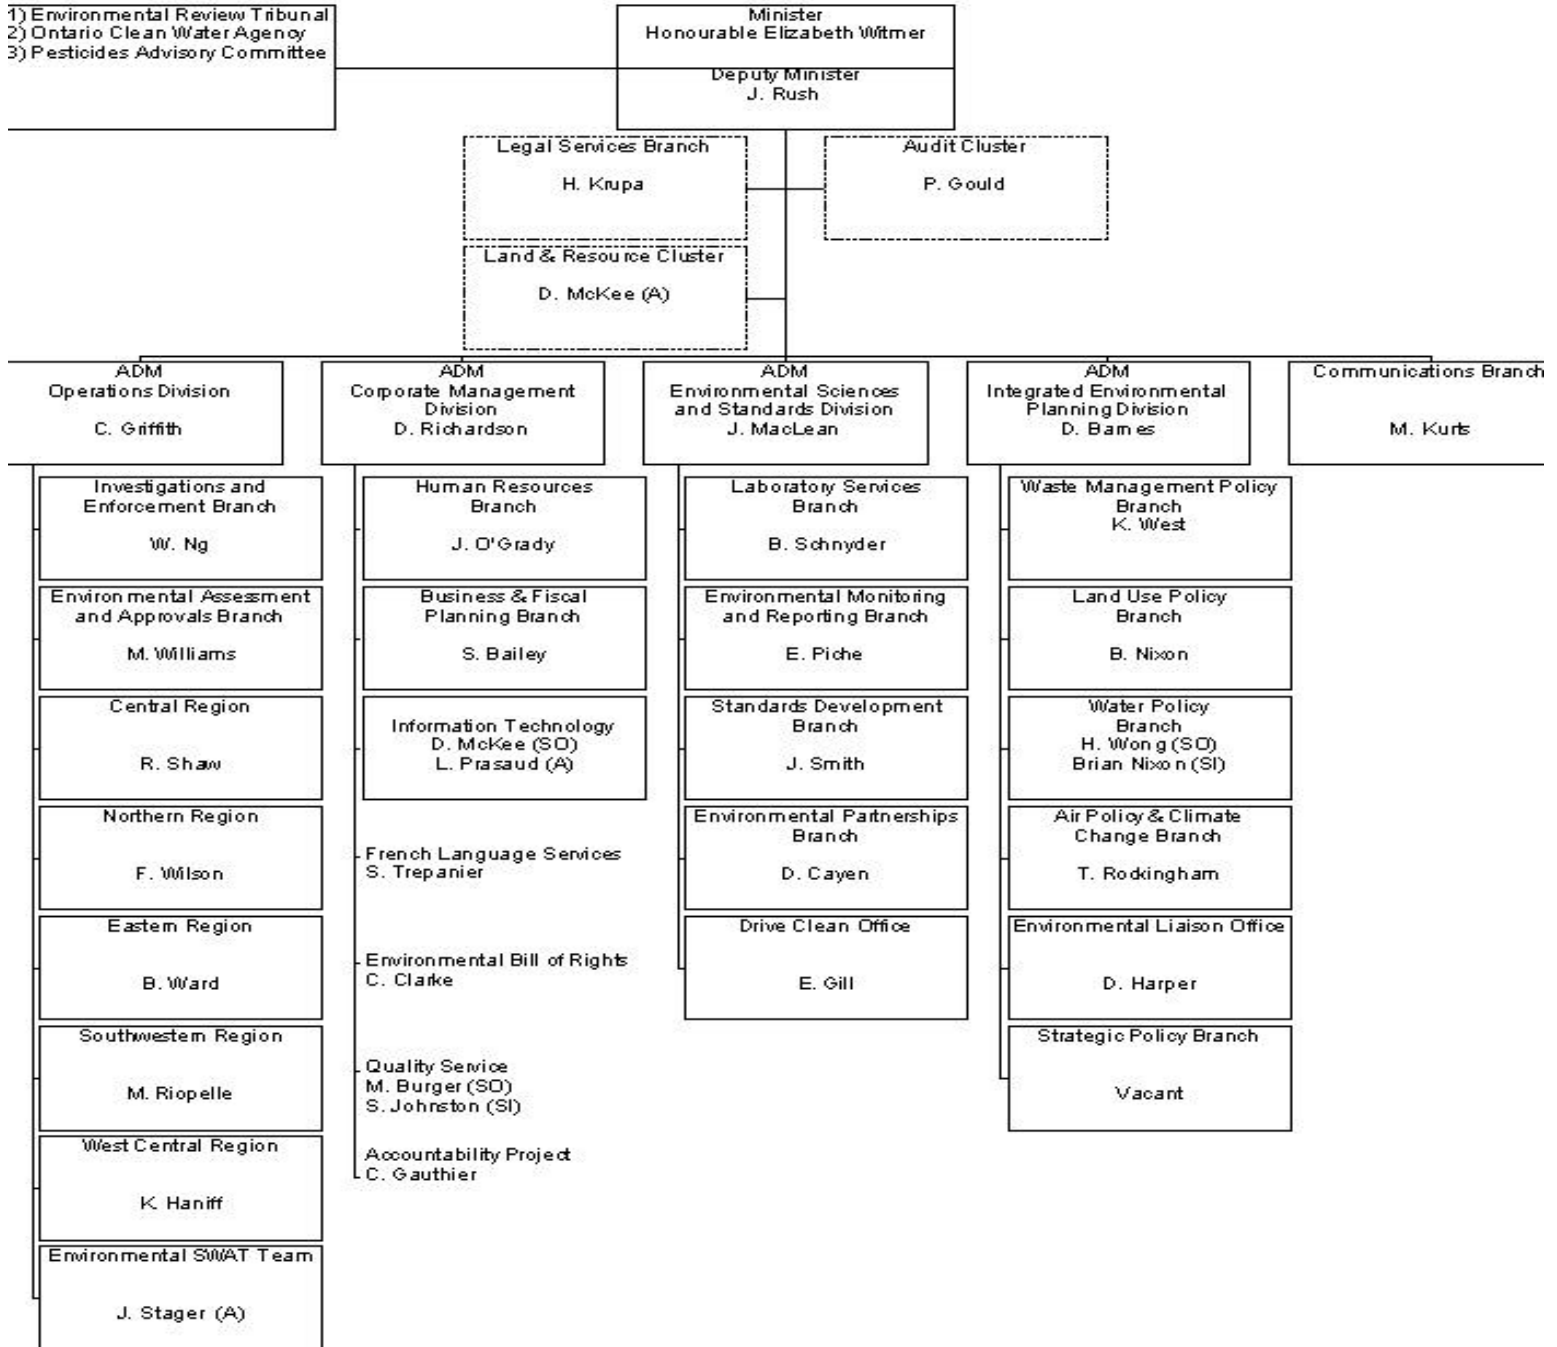 1) Environmental Review Tribunal
2) Ontario Clean Water Agency
3) Pesticides Advisory Committee
Minister
Honourable Elizabeth Witmer
Deputy Minister
J. Rush
Legal Services Branch
H. Krupa
Audit Cluster
P. Gould
Land & Resource Cluster
D. McKee (A)
ADM
Operations Division
C. Griffith
ADM
Corporate Management
Division
D. Richardson
ADM
Environmental Sciences
and Standards Division
J. MacLean
ADM
Integrated Environmental
Planning Division
D. Barnes
Communications Branch
M. Kurts
Investigations and
Enforcement Branch
W. Ng
Environmental Assessment
and Approvals Branch
M. Williams
Central Region
R. Shaw
Northern Region
F. Wilson
Eastern Region
B. Ward
Southwestern Region
M. Riopelle
West Central Region
K. Haniff
Environmental SWAT Team
J. Stager (A)
Human Resources
Branch
J. O'Grady
Business & Fiscal
Planning Branch
S. Bailey
Information Technology
D. McKee (SO)
L. Prasaud (A)
French Language Services
S. Trepanier
Environmental Bill of Rights
C. Clarke
Quality Service
M. Burger (SO)
S. Johnston (SI)
Accountability Project
C. Gauthier
Laboratory Services
Branch
B. Schnyder
Environmental Monitoring
and Reporting Branch
E. Piche
Standards Development
Branch
J. Smith
Environmental Partnerships
Branch
D. Cayen
Drive Clean Office
E. Gill
Waste Management Policy
Branch
K. West
Land Use Policy
Branch
B. Nixon
Water Policy
Branch
H. Wong (SO)
Brian Nixon (SI)
Air Policy & Climate
Change Branch
T. Rockingham
Environmental Liaison Office
D. Harper
Strategic Policy Branch
Vacant